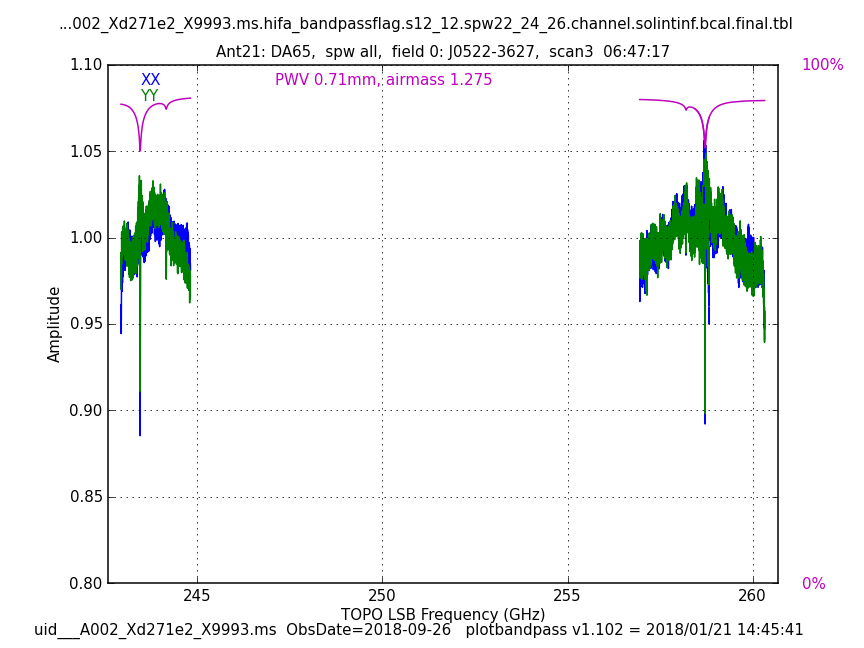 ...002_Xd271e2_X9993.ms.hifa_bandpassflag.s12_12.spw22_24_26.channel.solintinf.bcal.final.tbl
Ant21: DA65,  spw all,  field 0: J0522-3627,  scan3  06:47:17
1.10
100%
XX
PWV 0.71mm, airmass 1.275
YY
1.05
1.00
0.95
0.90
0.85
0.80
0%
Amplitude
245
250
255
260
TOPO LSB Frequency (GHz)
uid___A002_Xd271e2_X9993.ms  ObsDate=2018-09-26   plotbandpass v1.102 = 2018/01/21 14:45:41